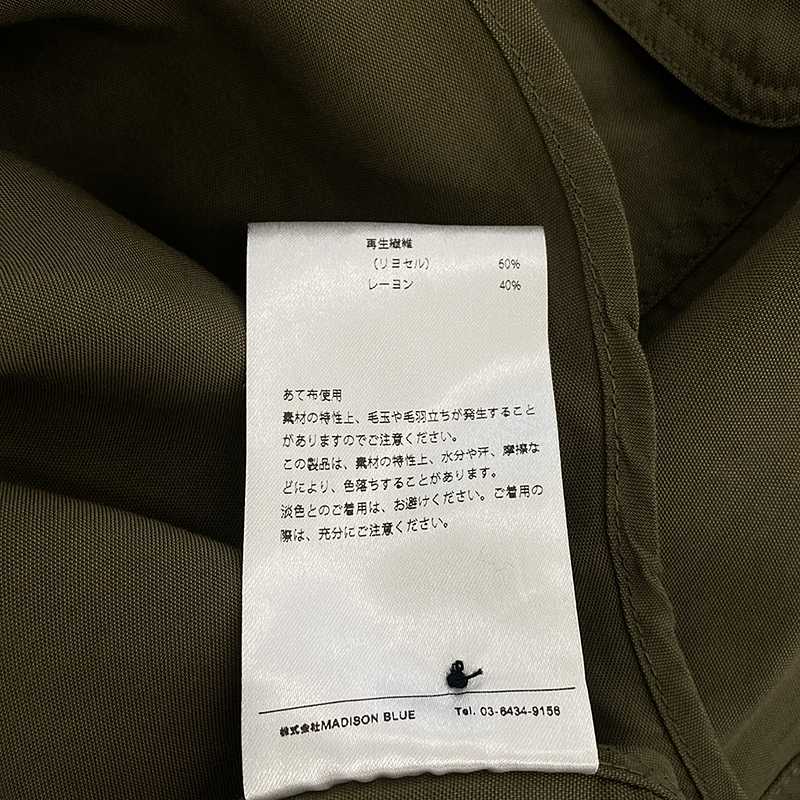 再生繊維
（リヨセル） 60%
レーヨン 40%
あて布使用
素材の特性上、毛玉や毛羽立ちが発生すること
がありますのでご注意ください。
この製品は、素材の特性上、水分や汗、摩擦な
どにより、色落ちすることがあります。
淡色とのご着用は、お避けください。ご着用の
際は、充分にご注意ください。
株式会社MADISON BLUE Tel. 03-6434-9156